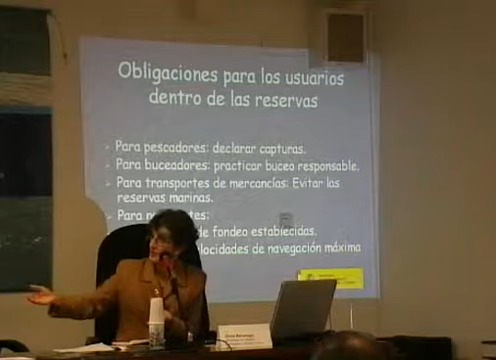 Obligaciones para los usuarios
dentro de las reservas
Para pescadores: declarar capturas.
Para buceadores: practicar buceo responsable.
Para transportes de mercancías: Evitar las
reservas marinas.
Para
de fondeo establecidas.
locidades de navegación máxima